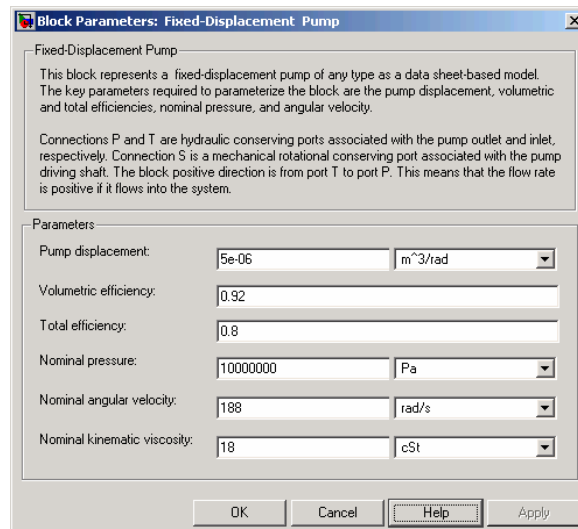 Block Parameters: Fixed-Displacement Pump
Fixed-Displacement Pump
This block represents a fixed-displacement pump of any type as a data sheet-based model.
The key parameters required to parameterize the block are the pump displacement, volumetric
and total efficiencies, nominal pressure, and angular velocity.
Connections P and T are hydraulic conserving ports associated with the pump outlet and inlet,
respectively. Connection S is a mechanical rotational conserving port associated with the pump
driving shaft. The block positive direction is from port T to port P. This means that the flow rate
is positive if it flows into the system.
Parameters
Pump displacement: 5e-06 m^3/rad
Volumetric efficiency: 0.92
Total efficiency: 0.8
Nominal pressure: 10000000 Pa
Nominal angular velocity: 188 rad/s
Nominal kinematic viscosity: 18 cSt
OK Cancel Help Apply